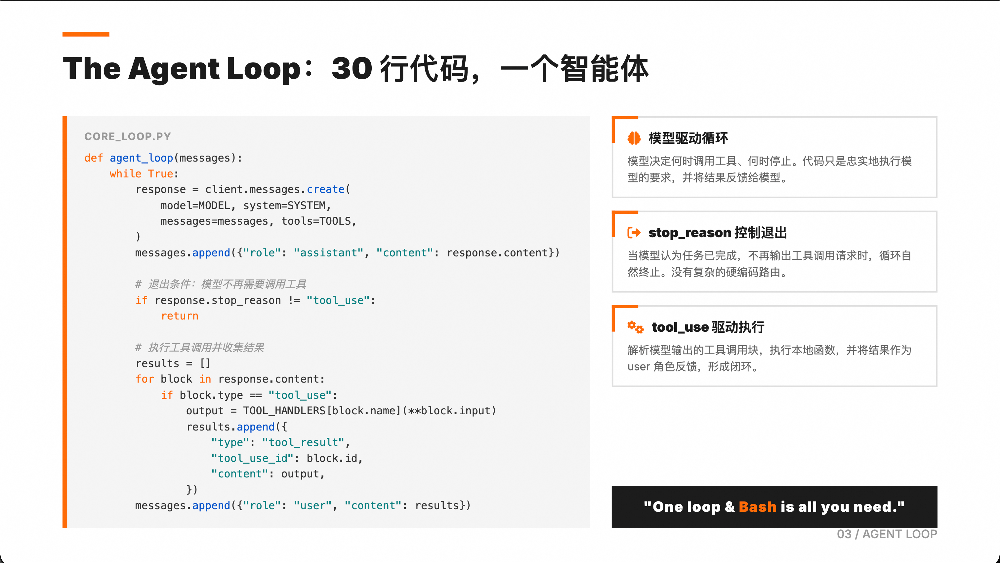 The Agent Loop：30 行代码，一个智能体
CORE_LOOP.PY
def agent_loop(messages):
    while True:
        response = client.messages.create(
            model=MODEL, system=SYSTEM,
            messages=messages, tools=TOOLS,
        )
        messages.append({"role": "assistant", "content": response.content})
        # 退出条件：模型不再需要调用工具
        if response.stop_reason != "tool_use":
            return
        # 执行工具调用并收集结果
        results = []
        for block in response.content:
            if block.type == "tool_use":
                output = TOOL_HANDLERS[block.name](**block.input)
                results.append({
                    "type": "tool_result",
                    "tool_use_id": block.id,
                    "content": output,
                })
        messages.append({"role": "user", "content": results})
模型驱动循环
模型决定何时调用工具、何时停止。代码只是忠实地执行模
型的要求，并将结果反馈给模型。
stop_reason 控制退出
当模型认为任务已完成，不再输出工具调用请求时，循环自
然终止。没有复杂的硬编码路由。
tool_use 驱动执行
解析模型输出的工具调用块，执行本地函数，并将结果作为
user 角色反馈，形成闭环。
"One loop & Bash is all you need."
03 / AGENT LOOP